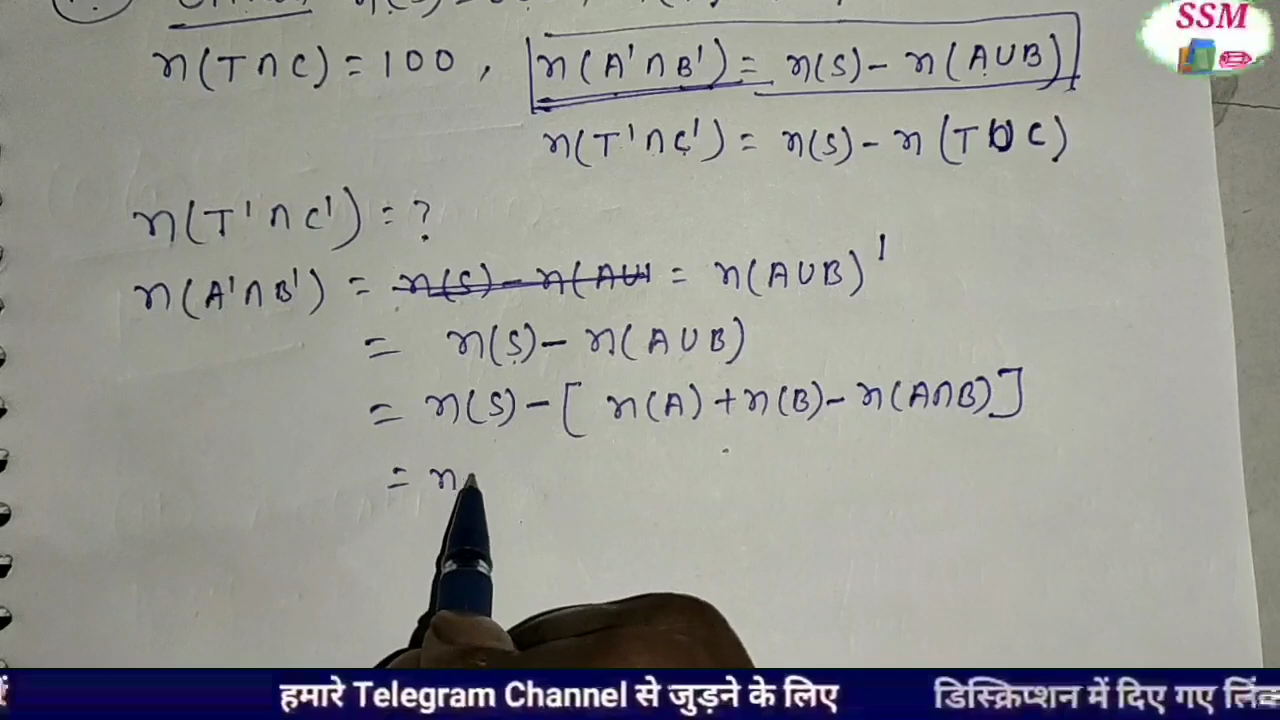 SSM
n(T∩C) = 100 , n(A'∩B') = n(S) - n(A∪B)
n(T'∩C') = n(S) - n(T∪C)
n(T'∩C') = ?
n(A'∩B') = n(S) - n(A∪ = n(A∪B)'
= n(S) - n(A∪B)
= n(S) - [ n(A) + n(B) - n(A∩B)]
= n
हमारे Telegram Channel से जुड़ने के लिए डिस्क्रिप्शन में दिए गए लिंक